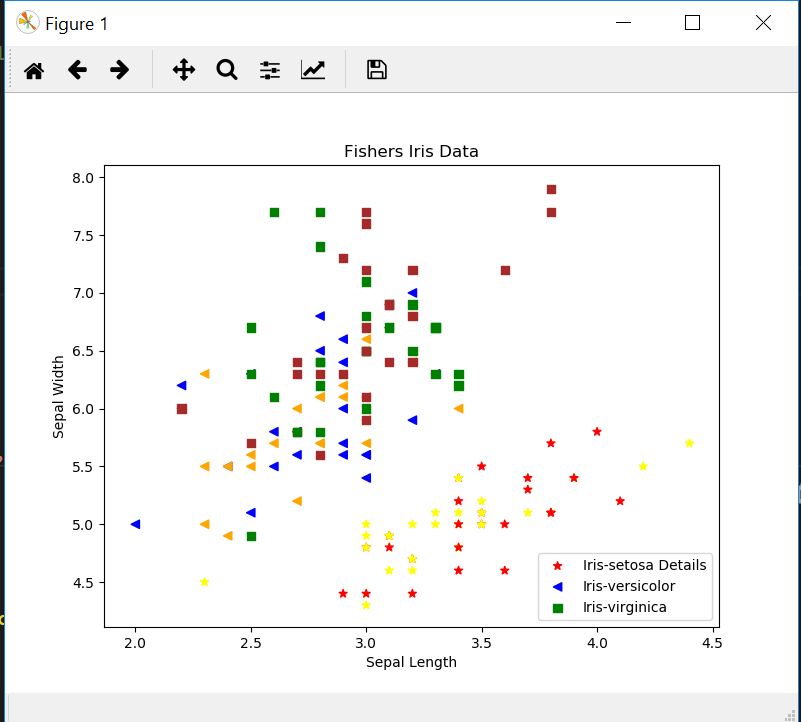 Figure 1
Fishers Iris Data
8.0
7.5
7.0
6.5
6.0
5.5
5.0
4.5
Sepal Width
2.0 2.5 3.0 3.5 4.0 4.5
Sepal Length
Iris-setosa Details
Iris-versicolor
Iris-virginica